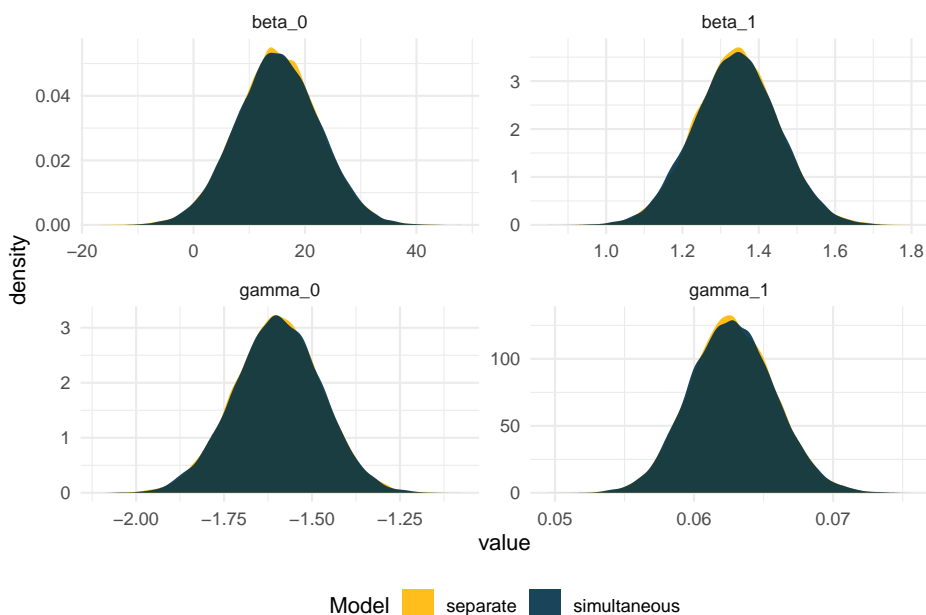 beta_0
beta_1
0.04
0.02
0.00
−20 0 20 40
3
2
1
0
1.0 1.2 1.4 1.6 1.8
density
gamma_0
gamma_1
3
2
1
0
−2.00 −1.75 −1.50 −1.25
100
50
0
0.05 0.06 0.07
value
Model separate simultaneous